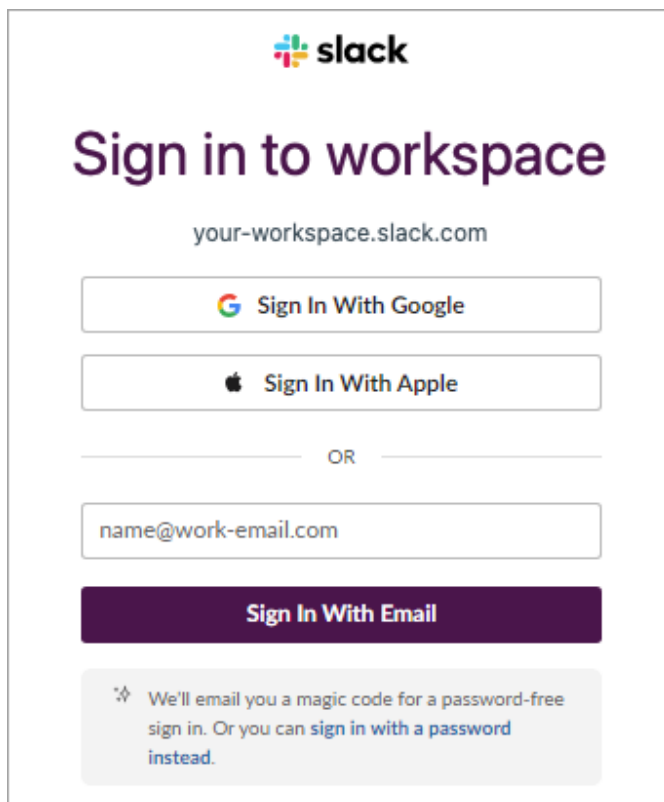 slack
Sign in to workspace
your-workspace.slack.com
Sign In With Google
Sign In With Apple
OR
name@work-email.com
Sign In With Email
We'll email you a magic code for a password-free
sign in. Or you can sign in with a password
instead.